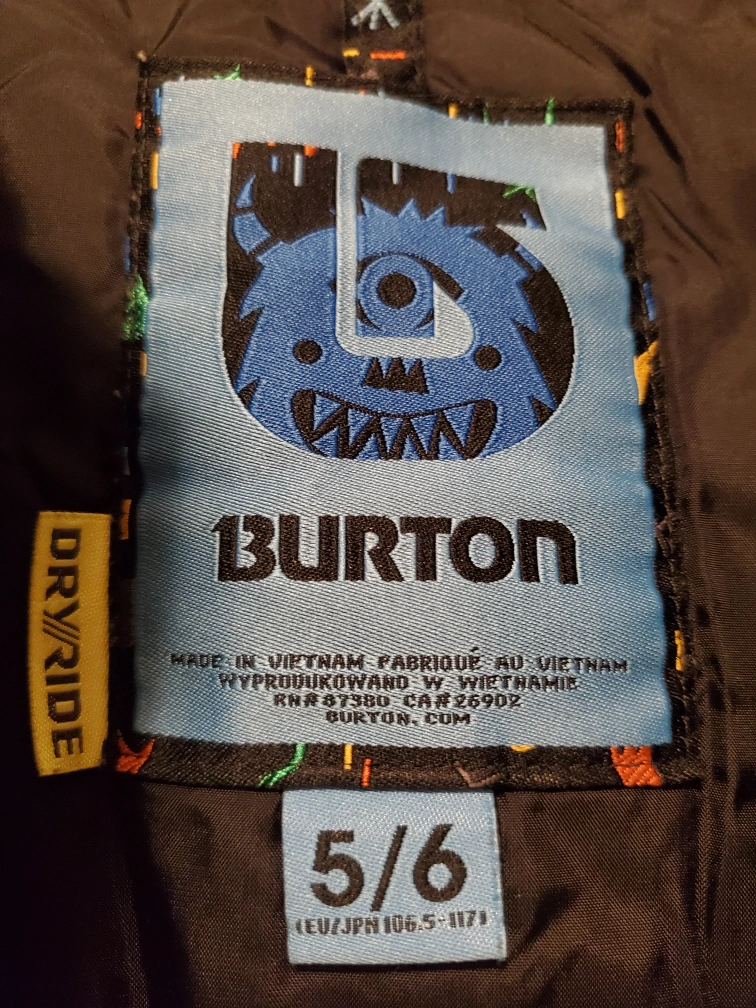 BURTON
MADE IN VIETNAM FABRIQUÉ AU VIETNAM
WYPRODUKOWANO W WIETNAMIE
RN#87380 CA#26902
BURTON.COM
DRY//RIDE
5/6
(EU/JPN 106.5-117)